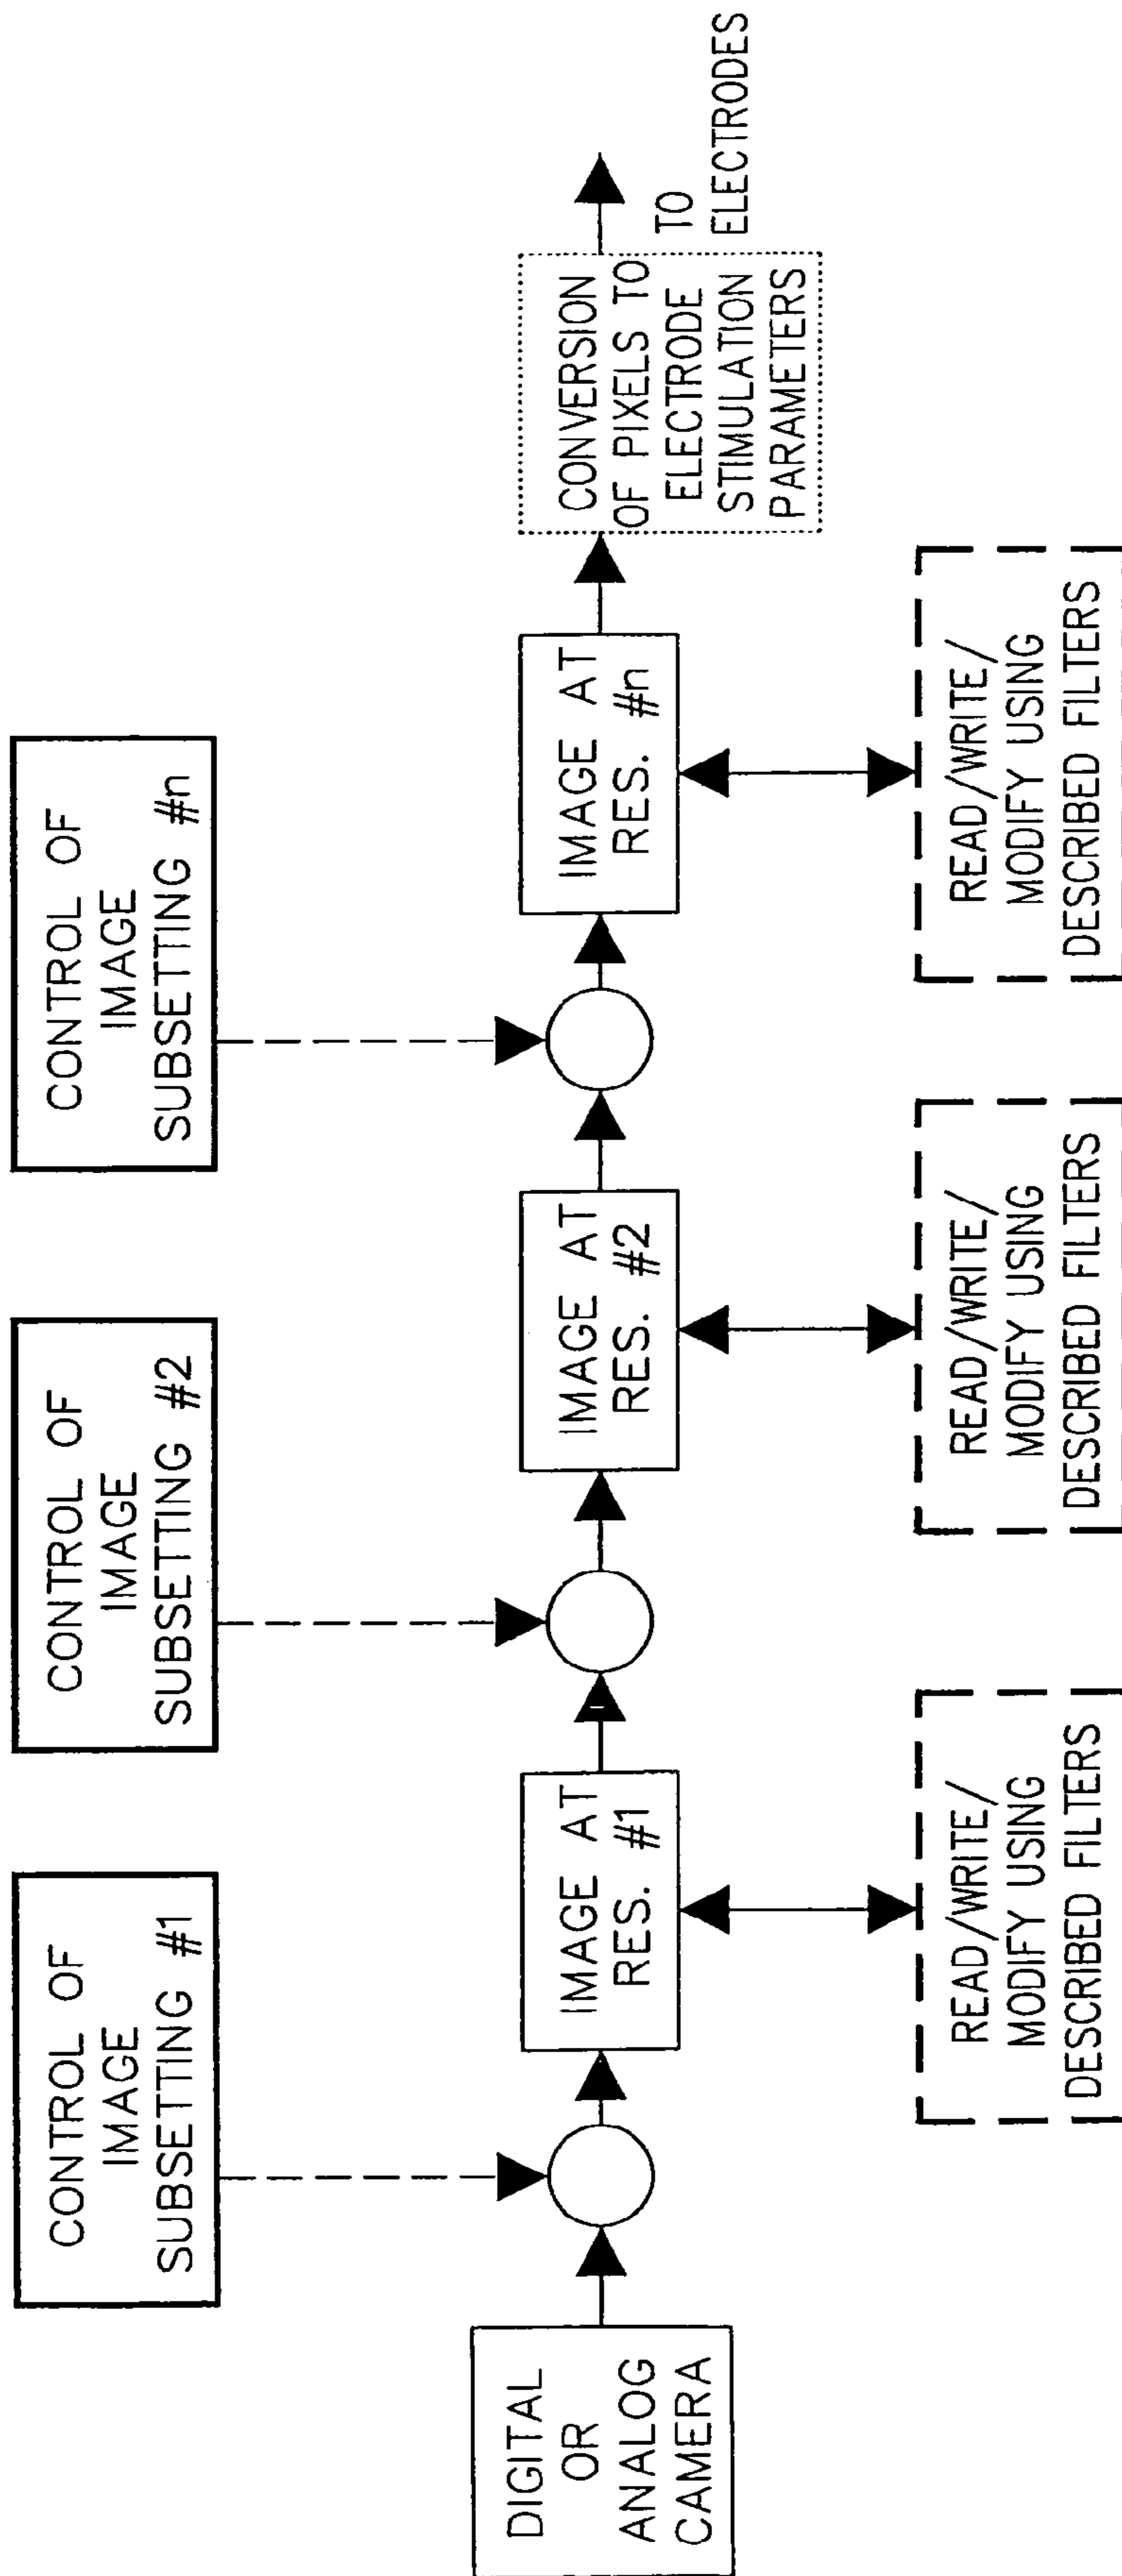 CONTROL OF
IMAGE
SUBSETTING #1
CONTROL OF
IMAGE
SUBSETTING #2
CONTROL OF
IMAGE
SUBSETTING #n
DIGITAL
OR
ANALOG
CAMERA
IMAGE AT
RES. #1
IMAGE AT
RES. #2
IMAGE AT
RES. #n
CONVERSION
OF PIXELS TO
ELECTRODE
STIMULATION
PARAMETERS
TO
ELECTRODES
READ/WRITE/
MODIFY USING
DESCRIBED FILTERS
READ/WRITE/
MODIFY USING
DESCRIBED FILTERS
READ/WRITE/
MODIFY USING
DESCRIBED FILTERS